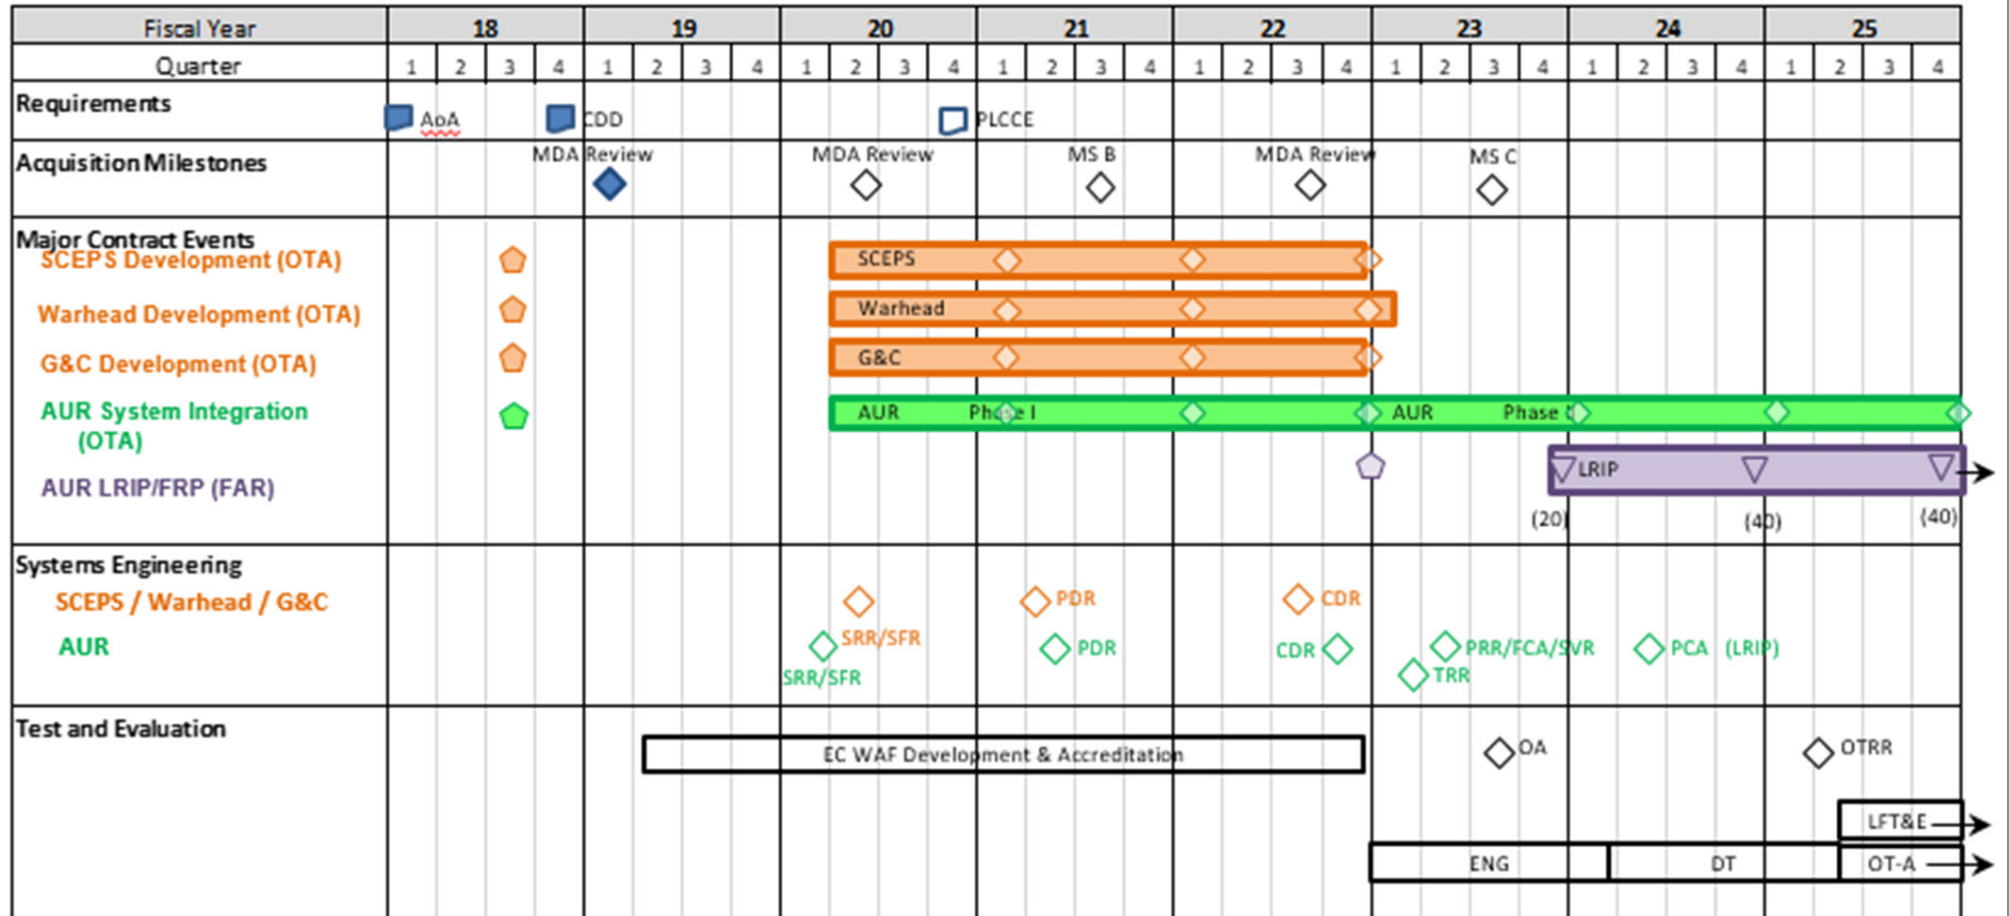 Fiscal Year 18 19 20 21 22 23 24 25
Quarter 1 2 3 4 1 2 3 4 1 2 3 4 1 2 3 4 1 2 3 4 1 2 3 4 1 2 3 4 1 2 3 4
Requirements
AoA CDD PLCCE
Acquisition Milestones
MDA Review MDA Review MS B MDA Review MS C
Major Contract Events
SCEPS Development (OTA) SCEPS
Warhead Development (OTA) Warhead
G&C Development (OTA) G&C
AUR System Integration AUR Phase I AUR Phase
(OTA)
AUR LRIP/FRP (FAR) LRIP
(20) (40) (40)
Systems Engineering
SCEPS / Warhead / G&C PDR CDR
SRR/SFR
AUR PDR CDR PRR/FCA/SVR PCA (LRIP)
SRR/SFR TRR
Test and Evaluation
EC WAF Development & Accreditation OA OTRR
LFT&E
ENG DT OT-A